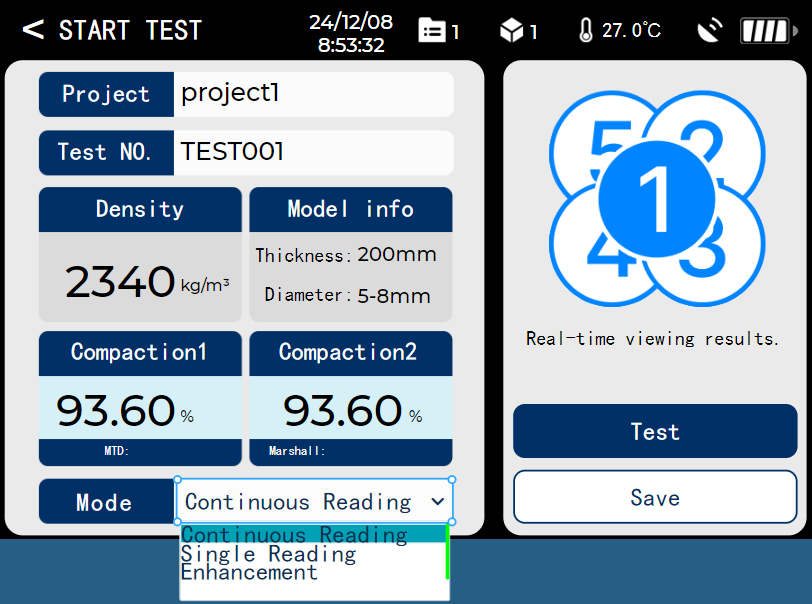 < START TEST
24/12/08
8:53:32
1
1
27.0℃
Project
project1
Test NO.
TEST001
Density
2340 kg/m³
Model info
Thickness: 200mm
Diameter: 5-8mm
Compaction1
93.60 %
MTD:
Compaction2
93.60 %
Marshall:
Mode
Continuous Reading
Continuous Reading
Single Reading
Enhancement
5 2
1
4 3
Real-time viewing results.
Test
Save